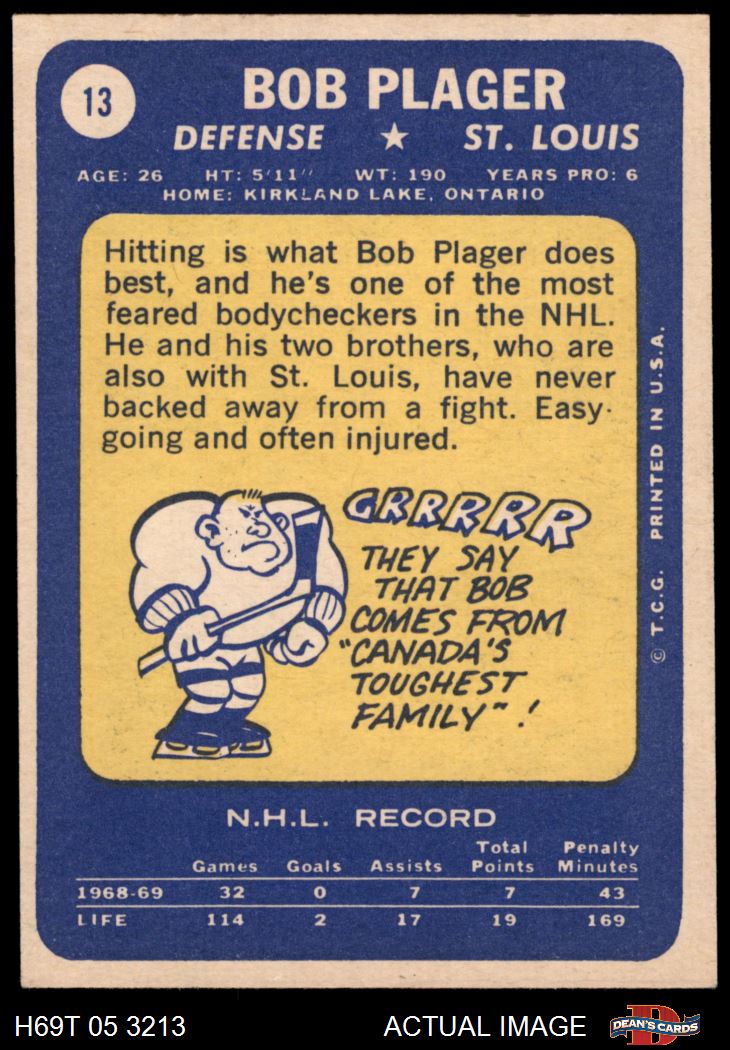 13
BOB PLAGER
DEFENSE ★ ST. LOUIS
AGE: 26 HT: 5'11" WT: 190 YEARS PRO: 6
HOME: KIRKLAND LAKE, ONTARIO
Hitting is what Bob Plager does
best, and he's one of the most
feared bodycheckers in the NHL.
He and his two brothers, who are
also with St. Louis, have never
backed away from a fight. Easy-
going and often injured.
GRRRRR
THEY SAY
THAT BOB
COMES FROM
"CANADA'S
TOUGHEST
FAMILY"!
© T.C.G. PRINTED IN U.S.A.
N.H.L. RECORD
Games Goals Assists Total Points Penalty Minutes
1968-69 32 0 7 7 43
LIFE 114 2 17 19 169
H69T 05 3213 ACTUAL IMAGE DEAN'S CARDS